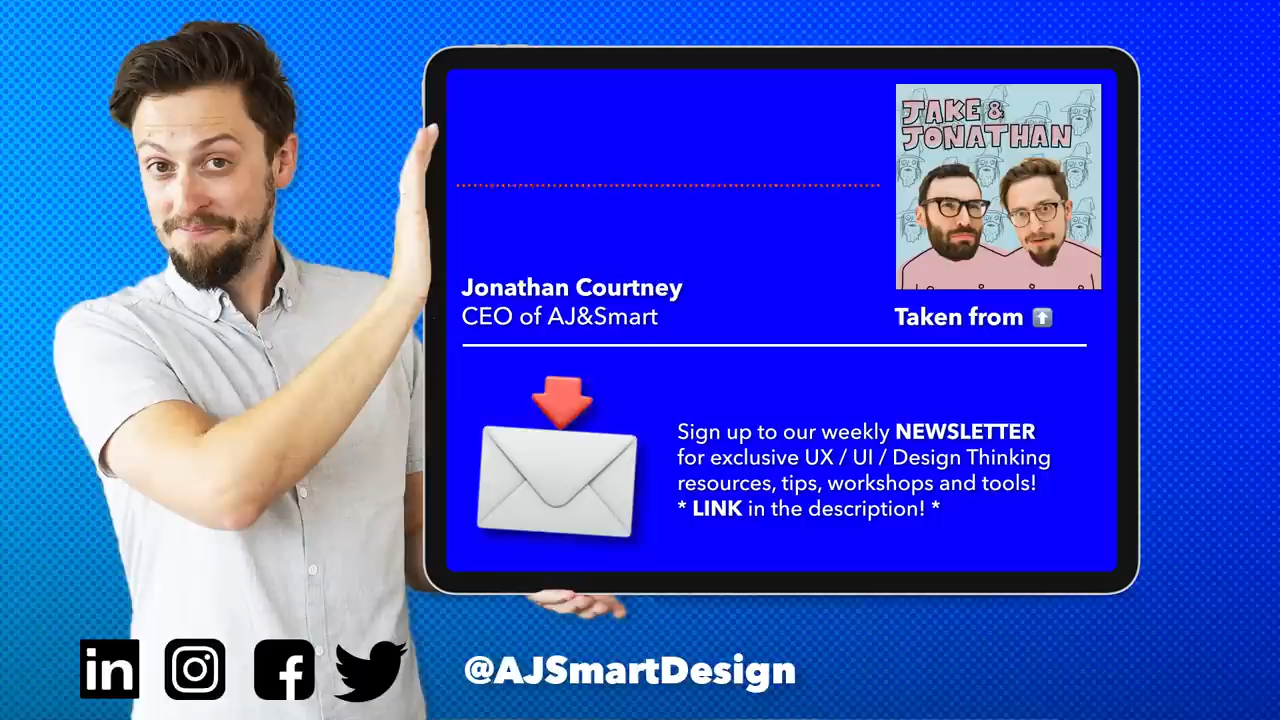 JAKE &
JONATHAN
Jonathan Courtney
CEO of AJ&Smart
Taken from ⬆️
Sign up to our weekly NEWSLETTER
for exclusive UX / UI / Design Thinking
resources, tips, workshops and tools!
* LINK in the description! *
in
@AJSmartDesign